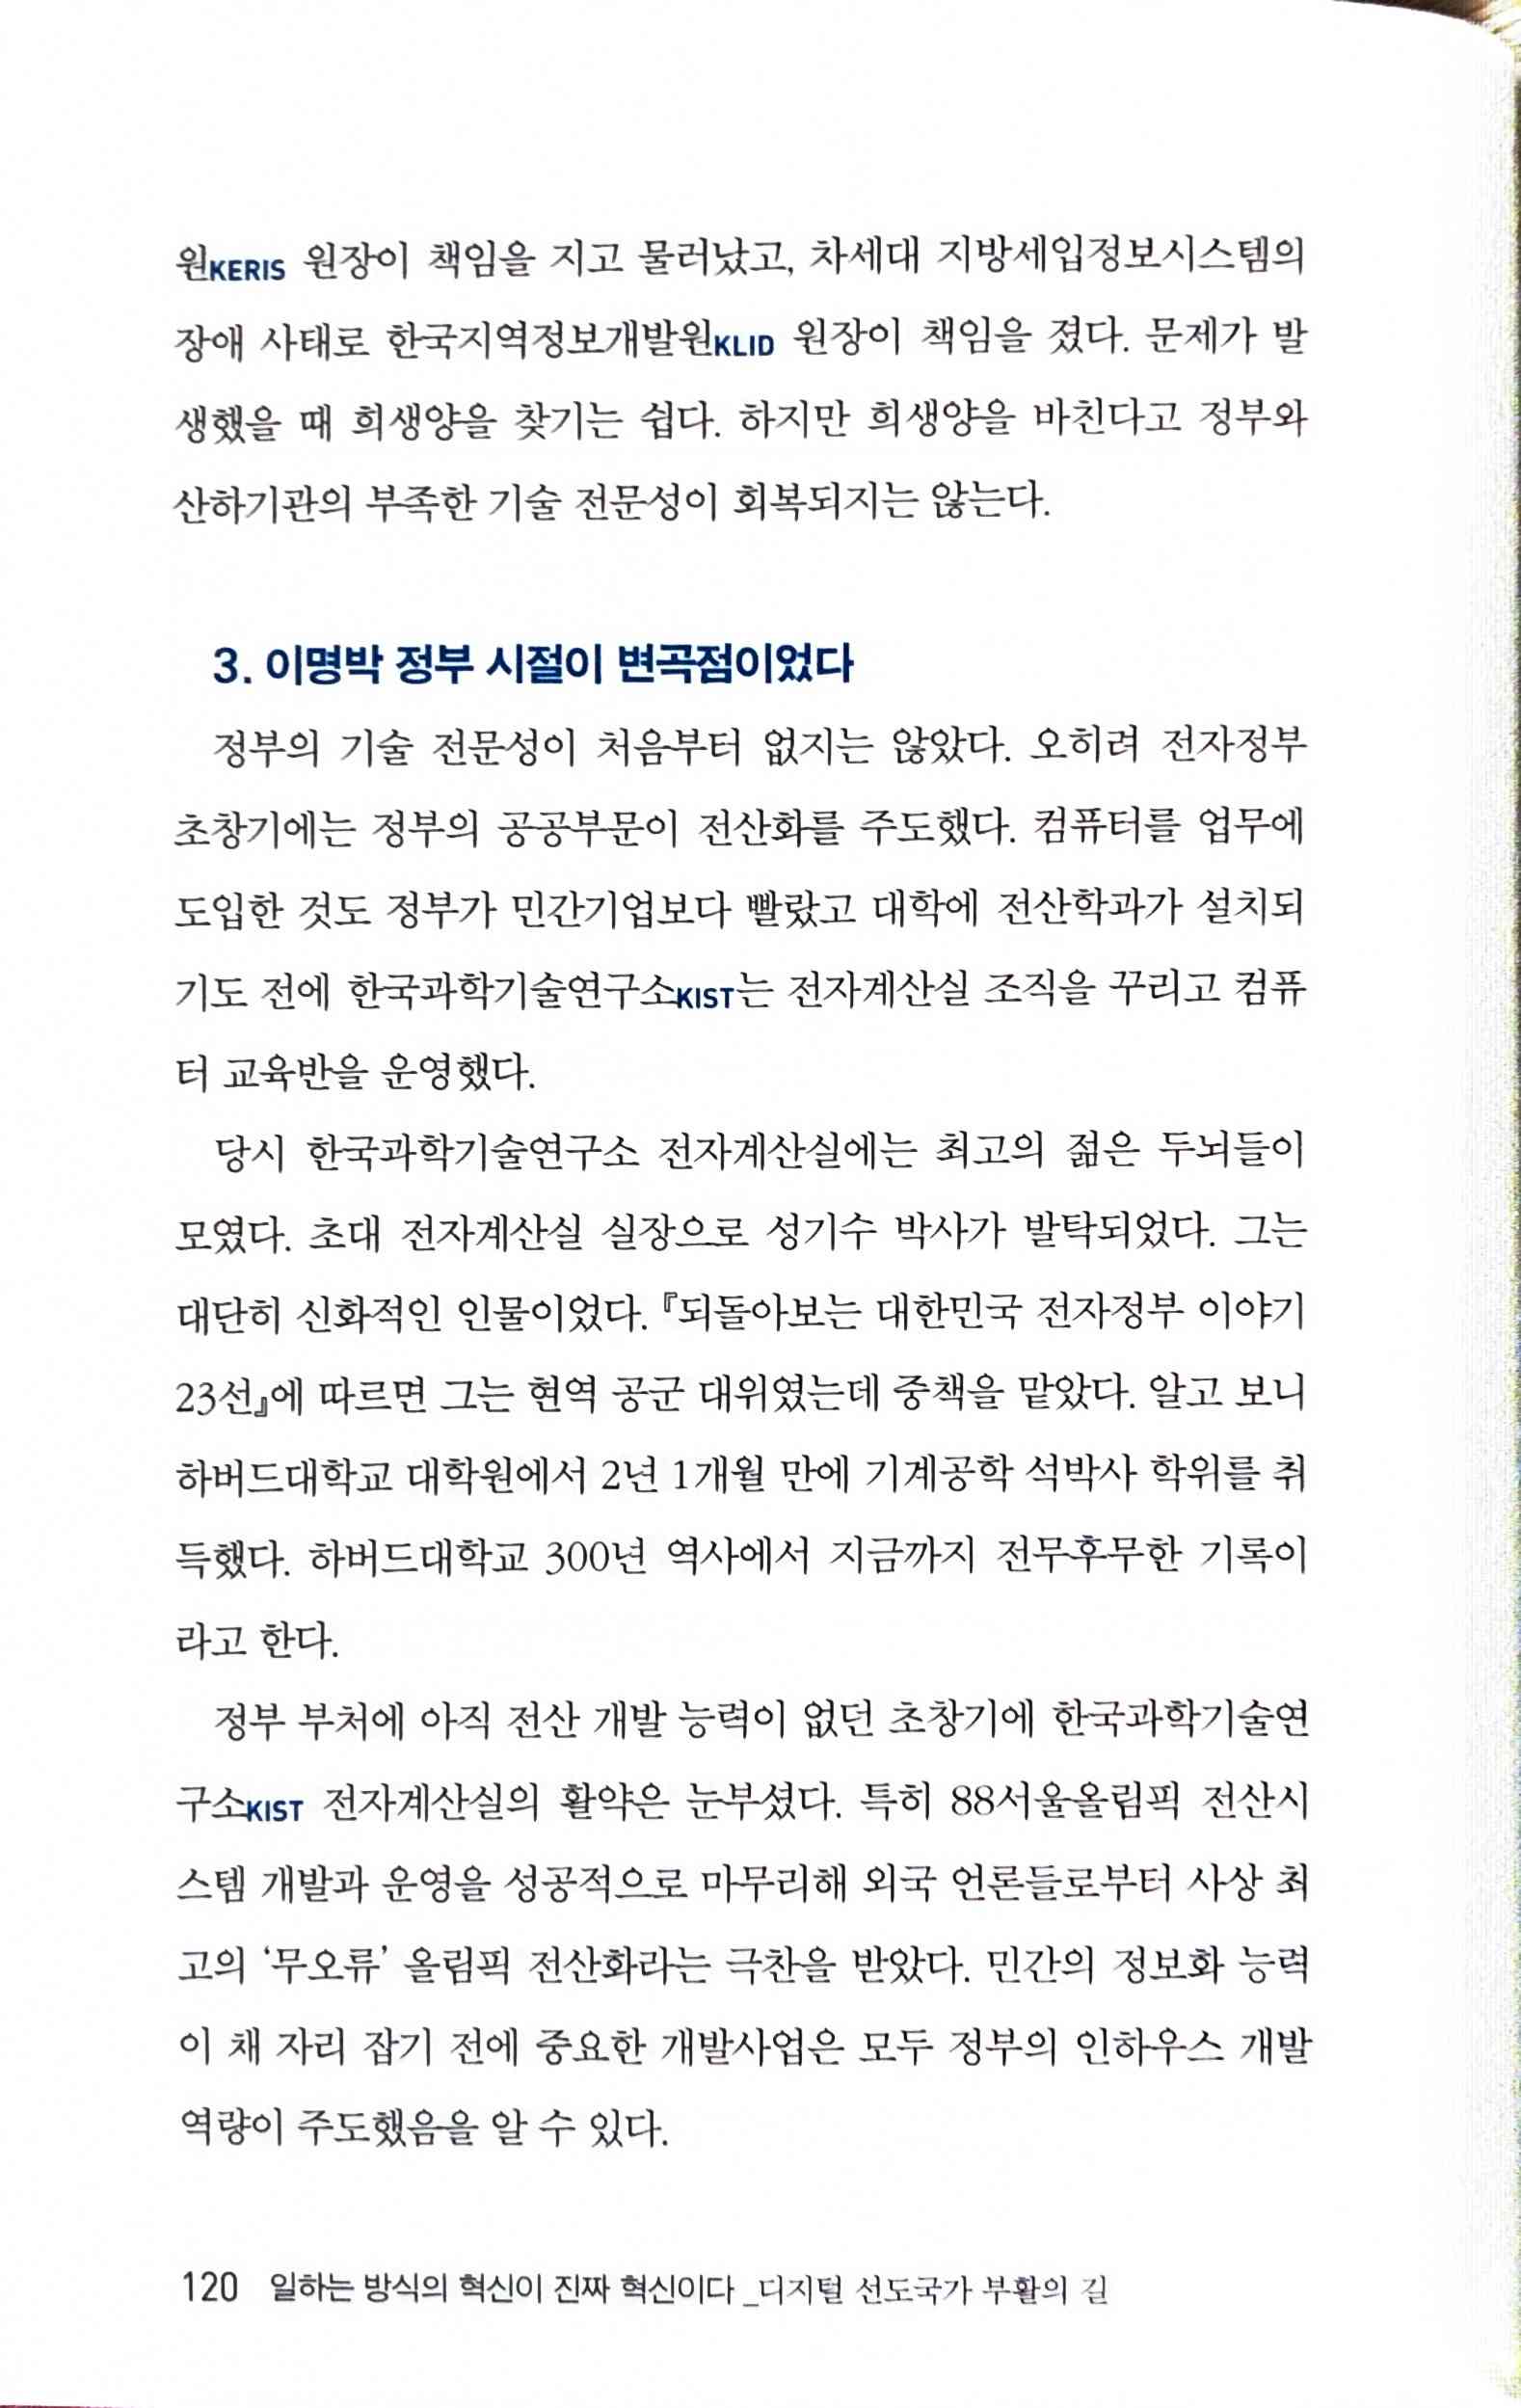 원KERIS 원장이 책임을 지고 물러났고, 차세대 지방세입정보시스템의
장애 사태로 한국지역정보개발원KLID 원장이 책임을 졌다. 문제가 발
생했을 때 희생양을 찾기는 쉽다. 하지만 희생양을 바친다고 정부와
산하기관의 부족한 기술 전문성이 회복되지는 않는다.
3. 이명박 정부 시절이 변곡점이었다
정부의 기술 전문성이 처음부터 없지는 않았다. 오히려 전자정부
초창기에는 정부의 공공부문이 전산화를 주도했다. 컴퓨터를 업무에
도입한 것도 정부가 민간기업보다 빨랐고 대학에 전산학과가 설치되
기도 전에 한국과학기술연구소KIST는 전자계산실 조직을 꾸리고 컴퓨
터 교육반을 운영했다.
당시 한국과학기술연구소 전자계산실에는 최고의 젊은 두뇌들이
모였다. 초대 전자계산실 실장으로 성기수 박사가 발탁되었다. 그는
대단히 신화적인 인물이었다. 『되돌아보는 대한민국 전자정부 이야기
23선』에 따르면 그는 현역 공군 대위였는데 중책을 맡았다. 알고 보니
하버드대학교 대학원에서 2년 1개월 만에 기계공학 석박사 학위를 취
득했다. 하버드대학교 300년 역사에서 지금까지 전무후무한 기록이
라고 한다.
정부 부처에 아직 전산 개발 능력이 없던 초창기에 한국과학기술연
구소KIST 전자계산실의 활약은 눈부셨다. 특히 88서울올림픽 전산시
스템 개발과 운영을 성공적으로 마무리해 외국 언론들로부터 사상 최
고의 ‘무오류’ 올림픽 전산화라는 극찬을 받았다. 민간의 정보화 능력
이 채 자리 잡기 전에 중요한 개발사업은 모두 정부의 인하우스 개발
역량이 주도했음을 알 수 있다.
120 일하는 방식의 혁신이 진짜 혁신이다_디지털 선도국가 부활의 길